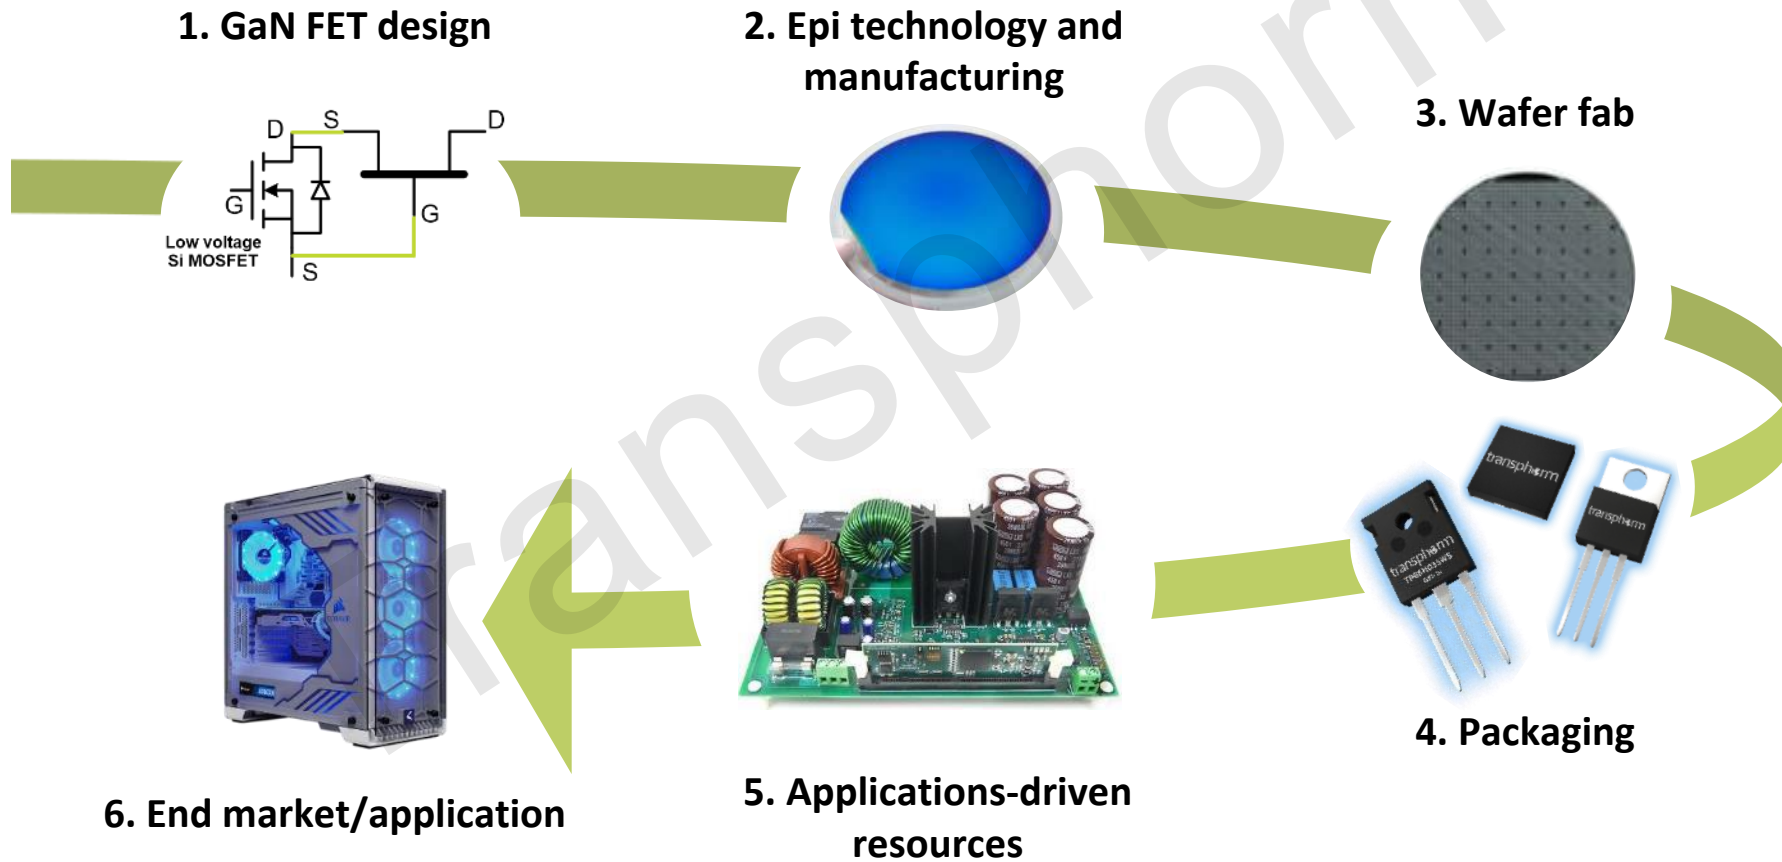 1. GaN FET design
2. Epi technology and
manufacturing
3. Wafer fab
D
S
D
G
G
Low voltage
Si MOSFET
S
transphorm
transphorm
transphorm
transphorm
4. Packaging
5. Applications-driven
resources
6. End market/application